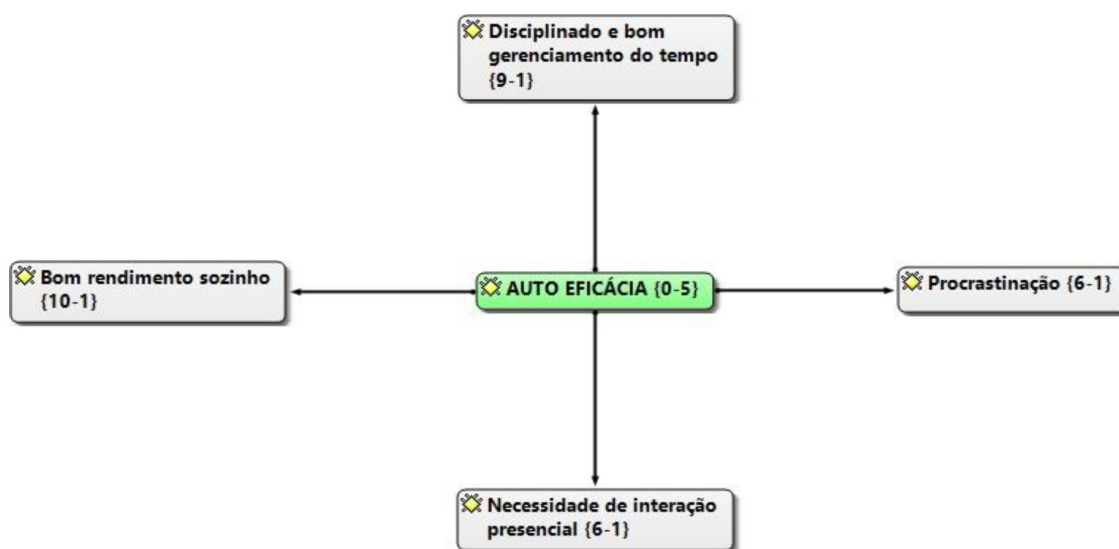 Disciplinado e bom
gerenciamento do tempo
{9-1}
Bom rendimento sozinho
{10-1}
AUTO EFICÁCIA {0-5}
Procrastinação {6-1}
Necessidade de interação
presencial {6-1}